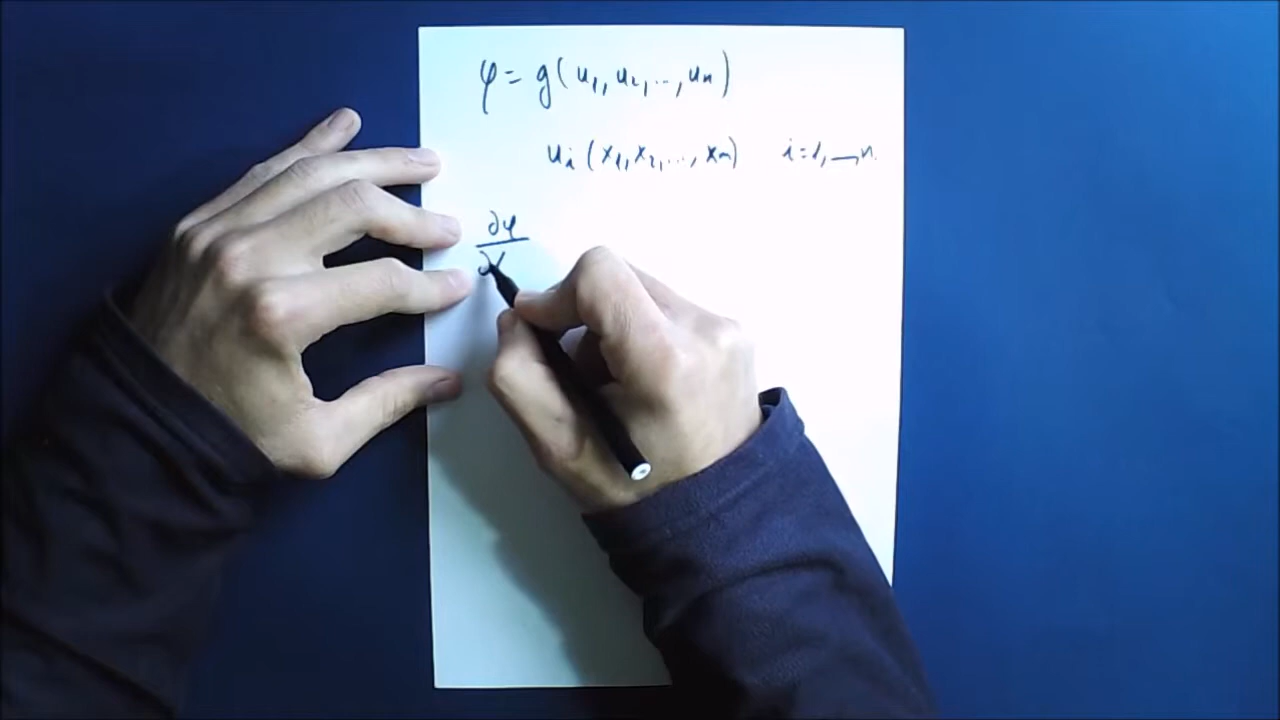 φ = g(u₁, u₂, ..., uₙ)
uᵢ(x₁, x₂, ..., xₘ) i=1, —, n.
∂φ
∂